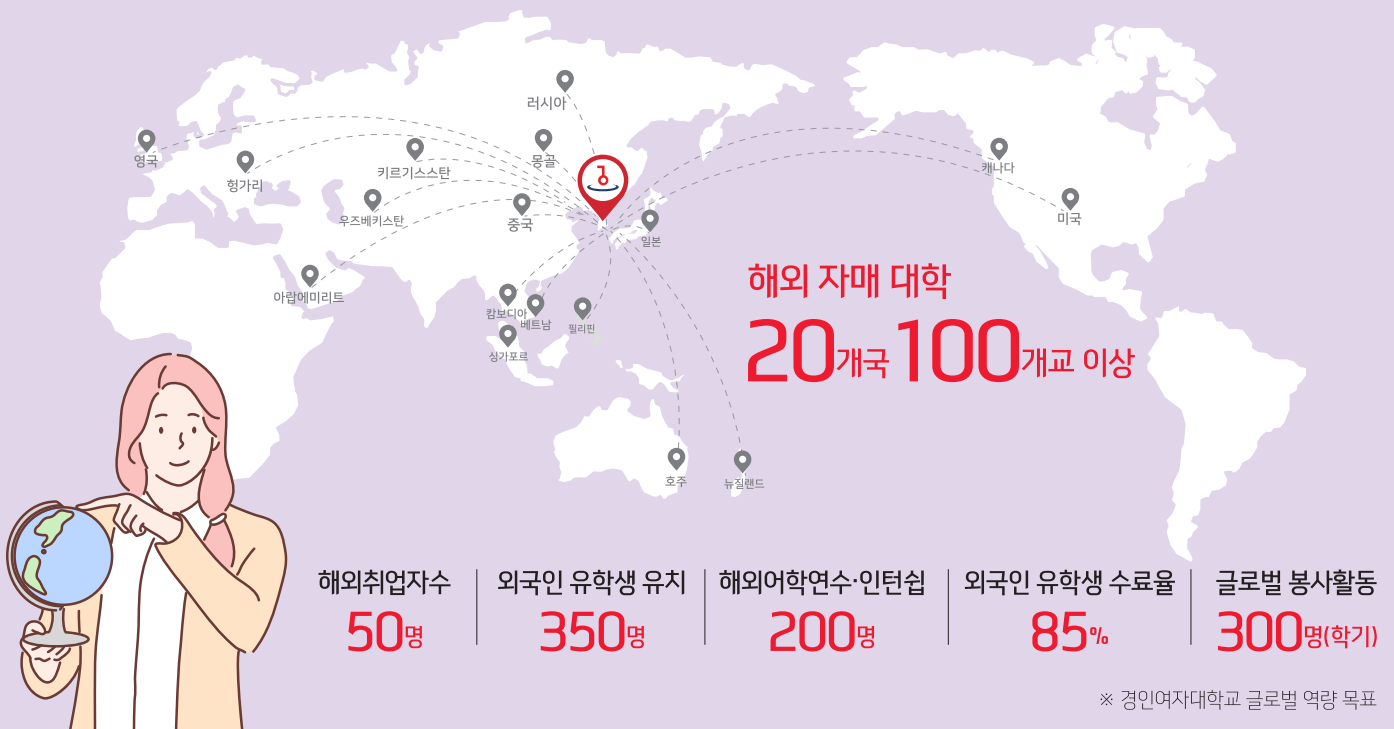 러시아
영국
몽골
헝가리
키르기스스탄
캐나다
우즈베키스탄
중국
미국
일본
아랍에미리트
캄보디아
베트남
필리핀
싱가포르
호주
뉴질랜드
해외 자매 대학
20개국 100개교 이상
해외취업자수
50명
외국인 유학생 유치
350명
해외어학연수·인턴쉽
200명
외국인 유학생 수료율
85%
글로벌 봉사활동
300명(학기)
※ 경인여자대학교 글로벌 역량 목표